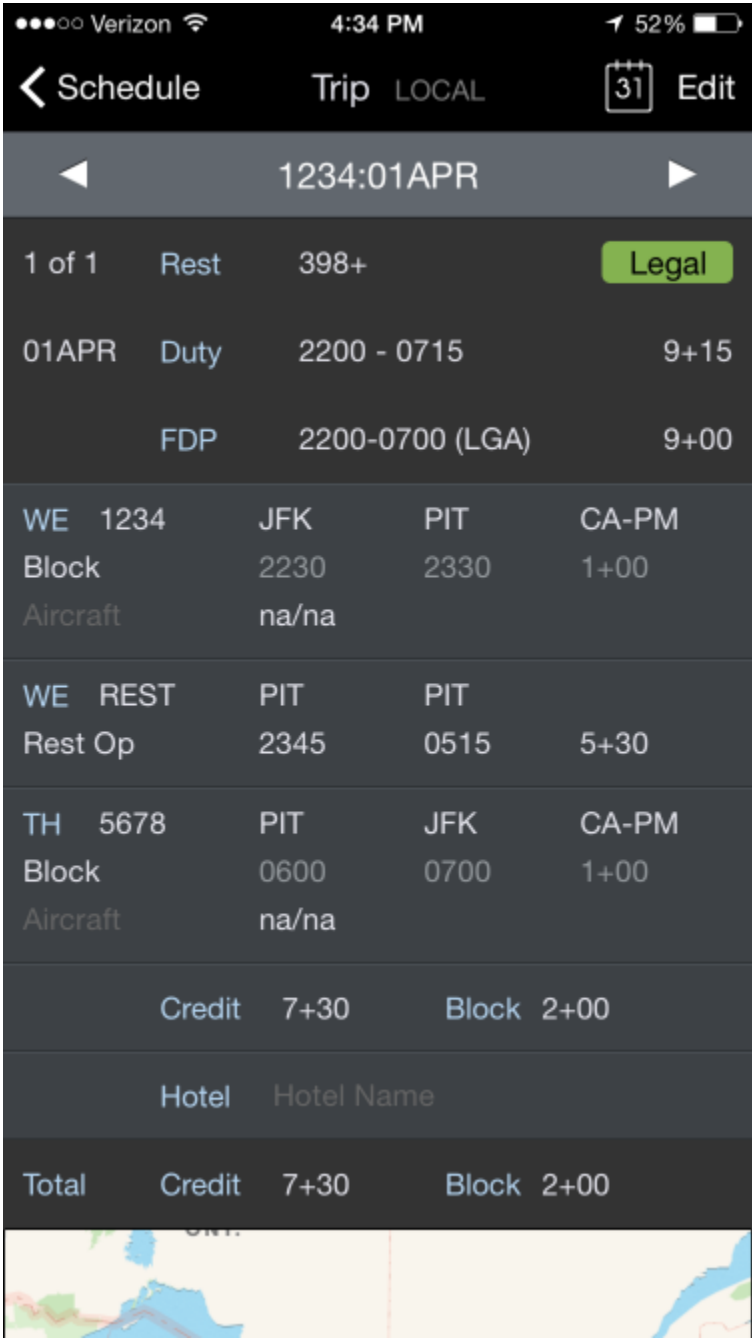 Verizon 4:34 PM 52%
Schedule Trip LOCAL 31 Edit
1234:01APR
1 of 1 Rest 398+ Legal
01APR Duty 2200 - 0715 9+15
FDP 2200-0700 (LGA) 9+00
WE 1234 JFK PIT CA-PM
Block 2230 2330 1+00
Aircraft na/na
WE REST PIT PIT
Rest Op 2345 0515 5+30
TH 5678 PIT JFK CA-PM
Block 0600 0700 1+00
Aircraft na/na
Credit 7+30 Block 2+00
Hotel Hotel Name
Total Credit 7+30 Block 2+00
ONT.